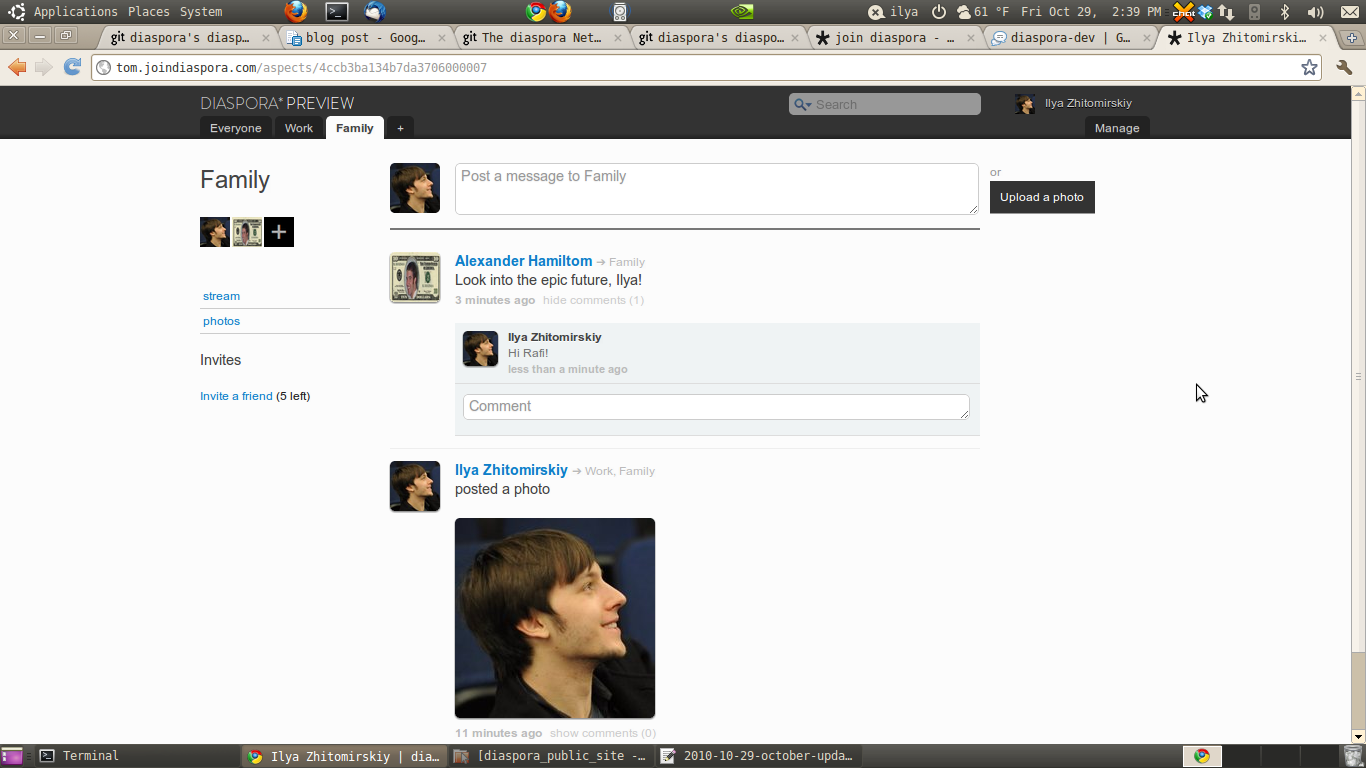 Applications Places System ilya 61 °F Fri Oct 29, 2:39 PM
git diaspora's diasp... blog post - Goog... git The diaspora Net... git diaspora's diaspo... join diaspora - ... diaspora-dev | G... Ilya Zhitomirski...
tom.joindiaspora.com/aspects/4ccb3ba134b7da3706000007
DIASPORA* PREVIEW
Search
Ilya Zhitomirskiy
Everyone Work Family + Manage
Family
stream
photos
Invites
Invite a friend (5 left)
Post a message to Family
or
Upload a photo
Alexander Hamiltom ➔ Family
Look into the epic future, Ilya!
3 minutes ago hide comments (1)
Ilya Zhitomirskiy
Hi Rafi!
less than a minute ago
Comment
Ilya Zhitomirskiy ➔ Work, Family
posted a photo
11 minutes ago show comments (0)
Terminal Ilya Zhitomirskiy | dia... [diaspora_public_site -... 2010-10-29-october-upda...